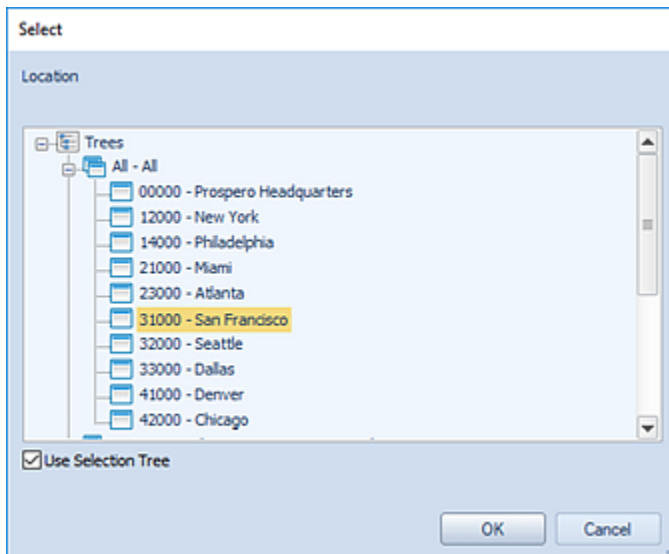 Select
Location
Trees
All - All
00000 - Prospero Headquarters
12000 - New York
14000 - Philadelphia
21000 - Miami
23000 - Atlanta
31000 - San Francisco
32000 - Seattle
33000 - Dallas
41000 - Denver
42000 - Chicago
Use Selection Tree
OK
Cancel